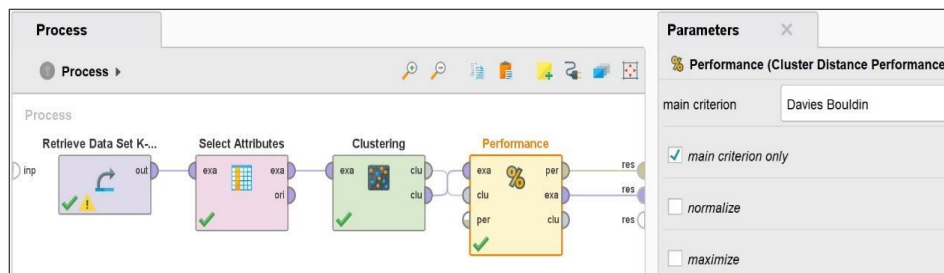 Process
Process
Process
Retrieve Data Set K-...
inp
out
Select Attributes
exa
exa
ori
Clustering
exa
clu
clu
Performance
%
exa
per
clu
exa
per
clu
res
res
res
Parameters
% Performance (Cluster Distance Performance
main criterion
Davies Bouldin
main criterion only
normalize
maximize